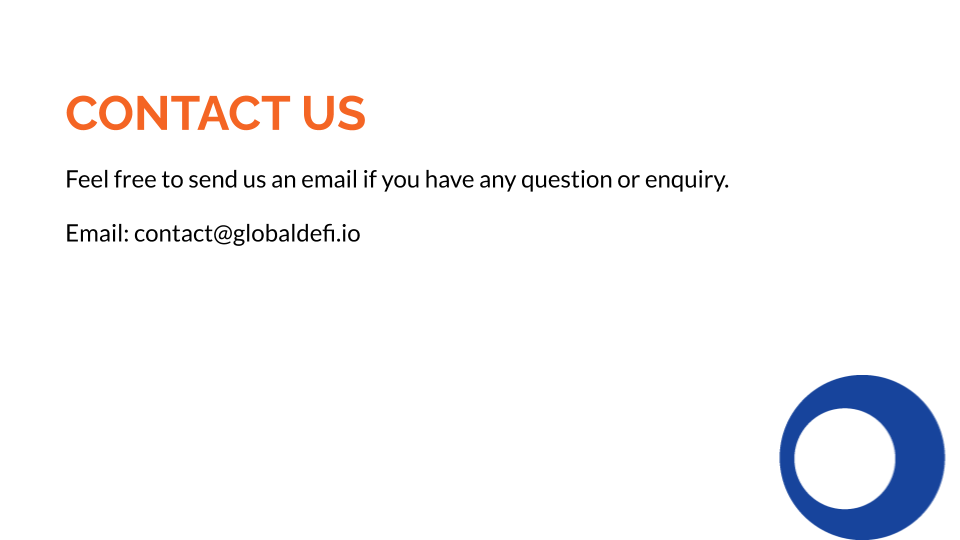 CONTACT US
Feel free to send us an email if you have any question or enquiry.
Email: contact@globaldefi.io